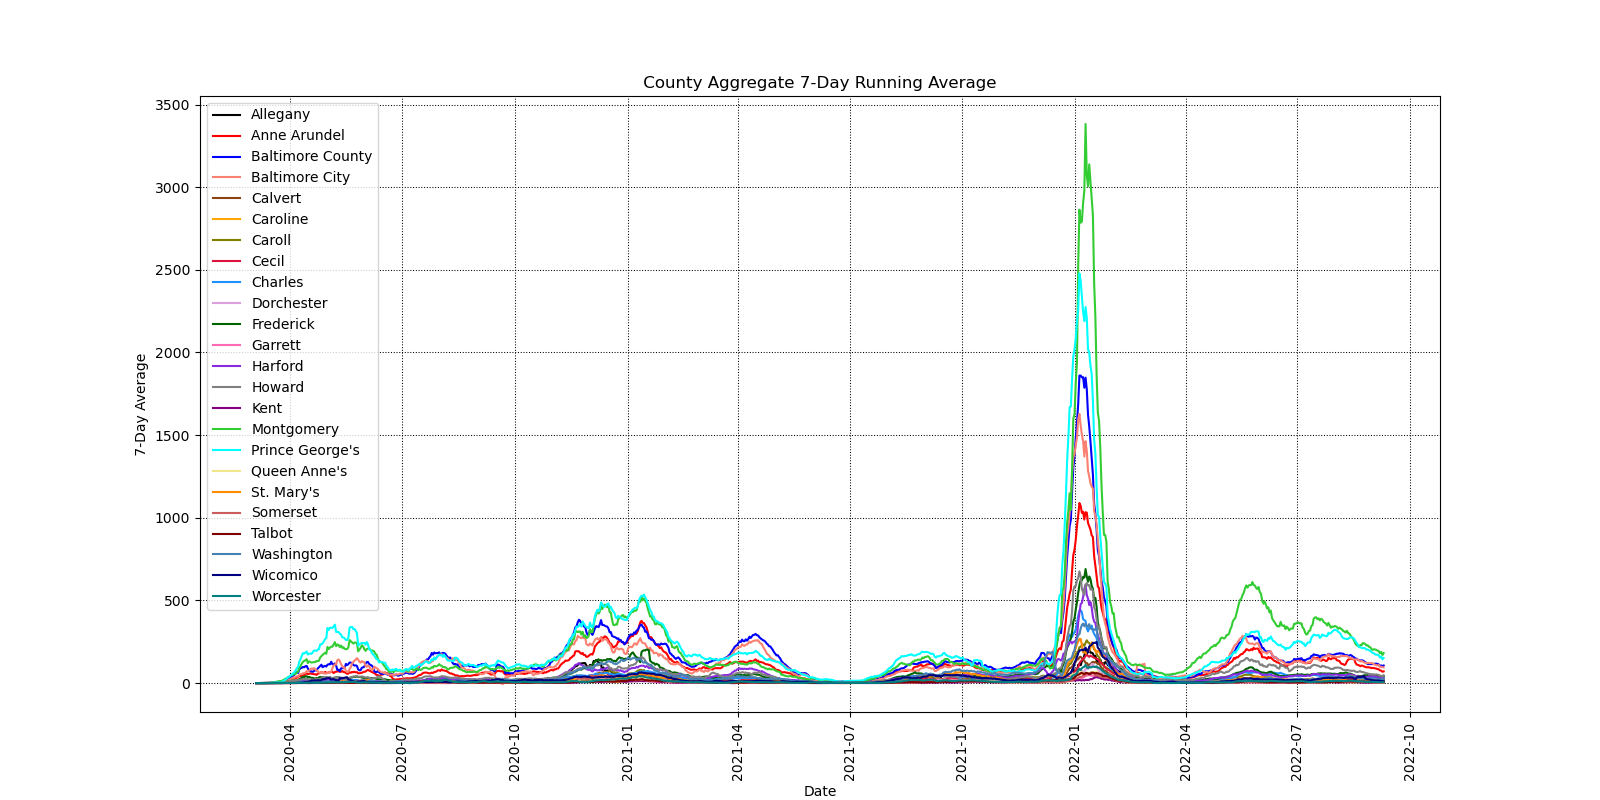 County Aggregate 7-Day Running Average
3500
3000
2500
2000
1500
1000
500
0
7-Day Average
Allegany
Anne Arundel
Baltimore County
Baltimore City
Calvert
Caroline
Caroll
Cecil
Charles
Dorchester
Frederick
Garrett
Harford
Howard
Kent
Montgomery
Prince George's
Queen Anne's
St. Mary's
Somerset
Talbot
Washington
Wicomico
Worcester
2020-04
2020-07
2020-10
2021-01
2021-04
2021-07
2021-10
2022-01
2022-04
2022-07
2022-10
Date